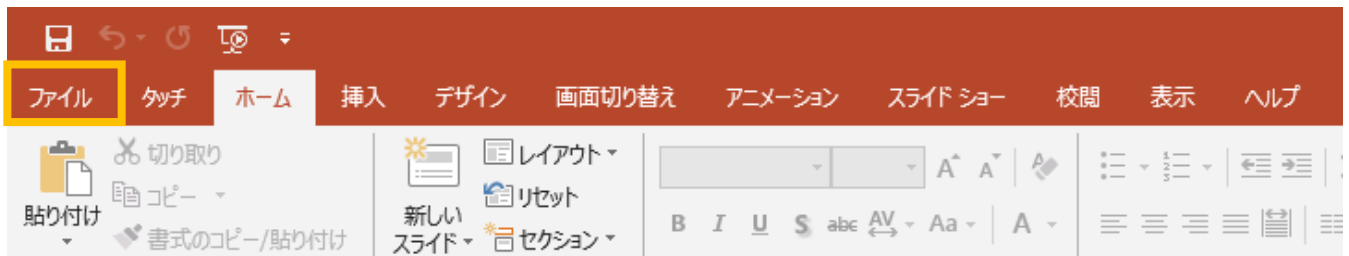 ファイル タッチ ホーム 挿入 デザイン 画面切り替え アニメーション スライド ショー 校閲 表示 ヘルプ
切り取り
コピー
書式のコピー/貼り付け
貼り付け
新しい
スライド
レイアウト
リセット
セクション
A A
B I U S abc AV Aa A